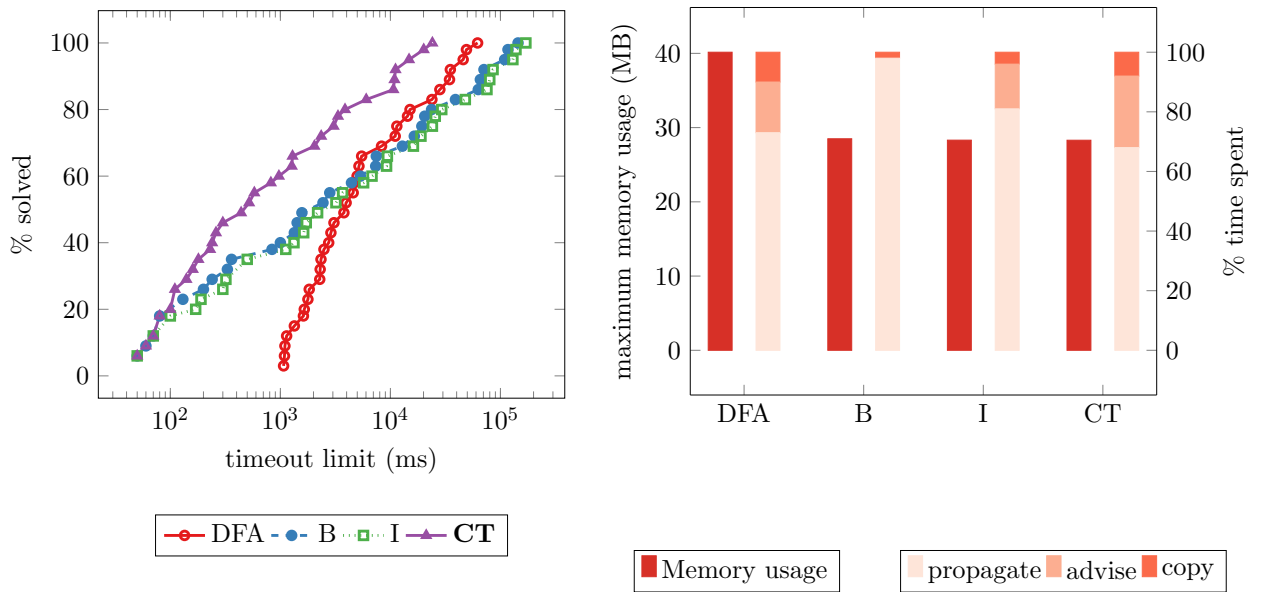 100
80
60
40
20
0
% solved
10^2 10^3 10^4 10^5
timeout limit (ms)
DFA B I CT
40
30
20
10
0
maximum memory usage (MB)
100
80
60
40
20
0
% time spent
DFA B I CT
Memory usage
propagate advise copy